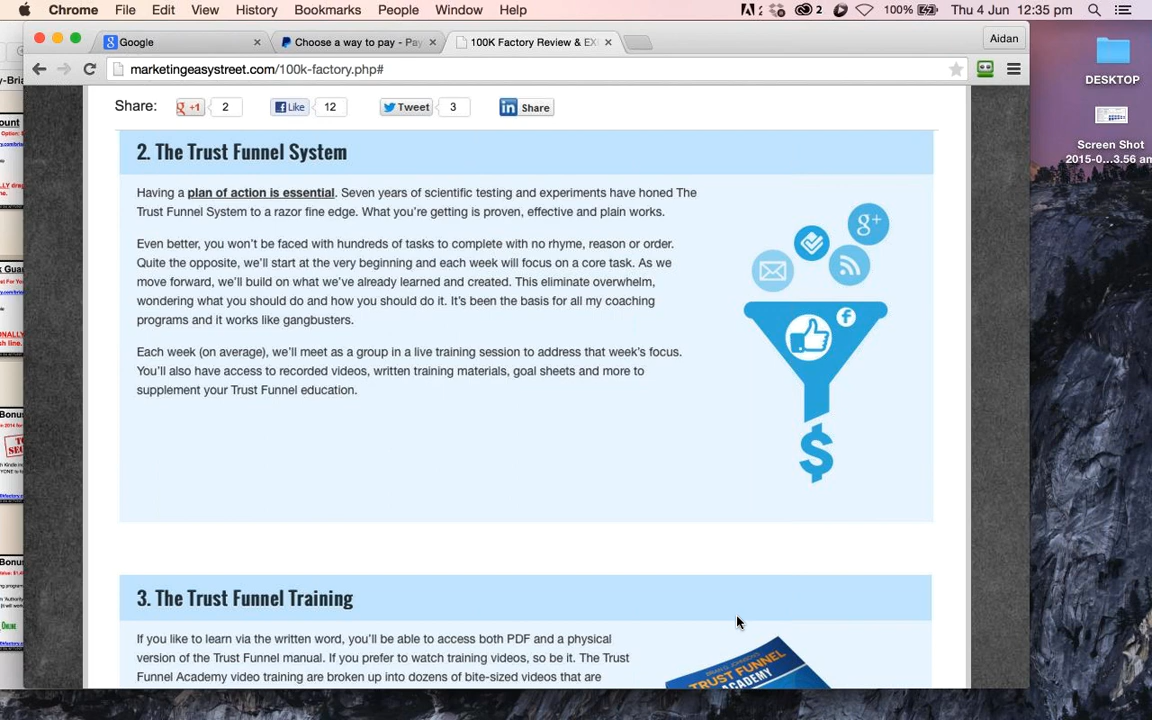 Chrome File Edit View History Bookmarks People Window Help
2 100% Thu 4 Jun 12:35 pm
Google
Choose a way to pay - Pay
100K Factory Review & EX
Aidan
marketingeasystreet.com/100k-factory.php#
DESKTOP
Screen Shot
2015-0...3.56 am
Share: +1 2 Like 12 Tweet 3 in Share
2. The Trust Funnel System
Having a plan of action is essential. Seven years of scientific testing and experiments have honed The
Trust Funnel System to a razor fine edge. What you're getting is proven, effective and plain works.
Even better, you won't be faced with hundreds of tasks to complete with no rhyme, reason or order.
Quite the opposite, we'll start at the very beginning and each week will focus on a core task. As we
move forward, we'll build on what we've already learned and created. This eliminate overwhelm,
wondering what you should do and how you should do it. It's been the basis for all my coaching
programs and it works like gangbusters.
Each week (on average), we'll meet as a group in a live training session to address that week's focus.
You'll also have access to recorded videos, written training materials, goal sheets and more to
supplement your Trust Funnel education.
g+
f
$
3. The Trust Funnel Training
If you like to learn via the written word, you'll be able to access both PDF and a physical
version of the Trust Funnel manual. If you prefer to watch training videos, so be it. The Trust
Funnel Academy video training are broken up into dozens of bite-sized videos that are
TRUST FUNNEL
ACADEMY